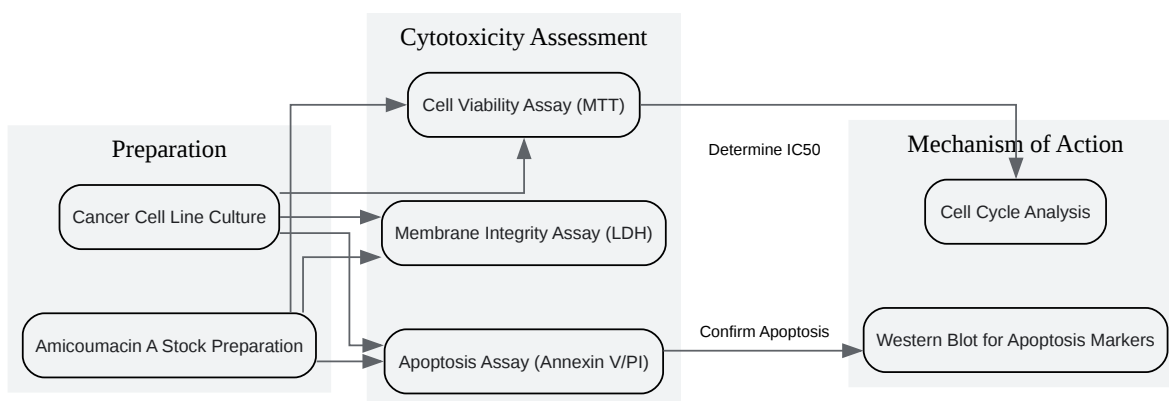 Preparation
Cancer Cell Line Culture
Amicoumacin A Stock Preparation
Cytotoxicity Assessment
Cell Viability Assay (MTT)
Membrane Integrity Assay (LDH)
Apoptosis Assay (Annexin V/PI)
Determine IC50
Confirm Apoptosis
Mechanism of Action
Cell Cycle Analysis
Western Blot for Apoptosis Markers